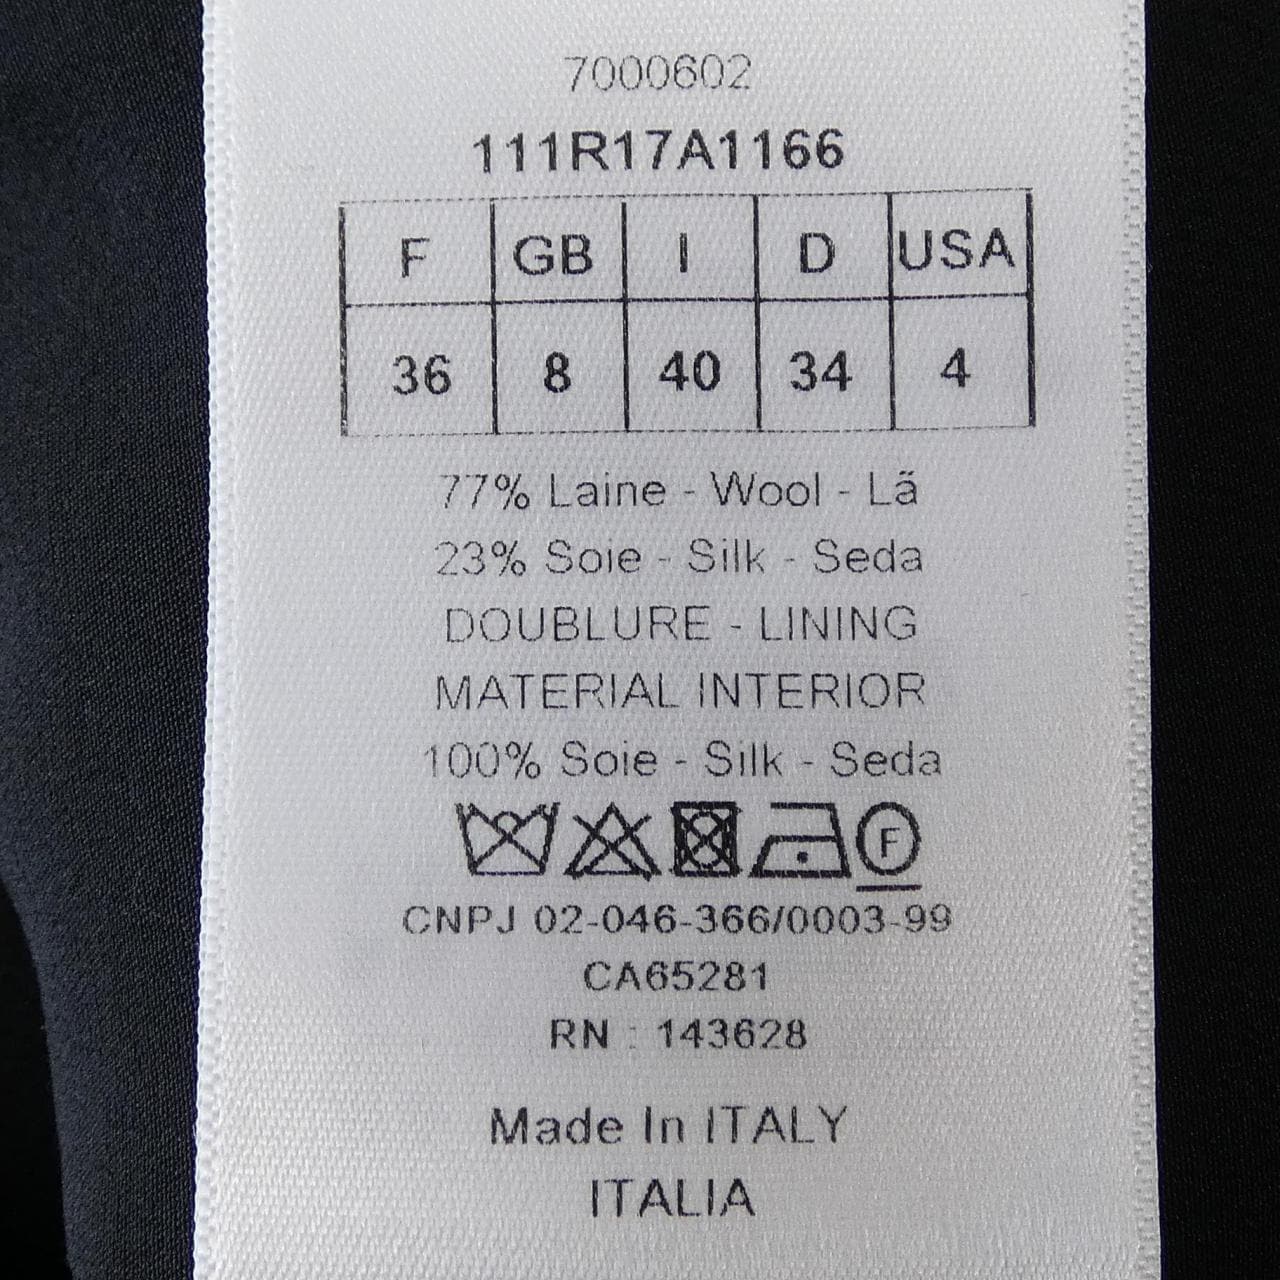 7000602
111R17A1166
F GB I D USA
36 8 40 34 4
77% Laine - Wool - Lã
23% Soie - Silk - Seda
DOUBLURE - LINING
MATERIAL INTERIOR
100% Soie - Silk - Seda
F
CNPJ 02-046-366/0003-99
CA65281
RN : 143628
Made In ITALY
ITALIA